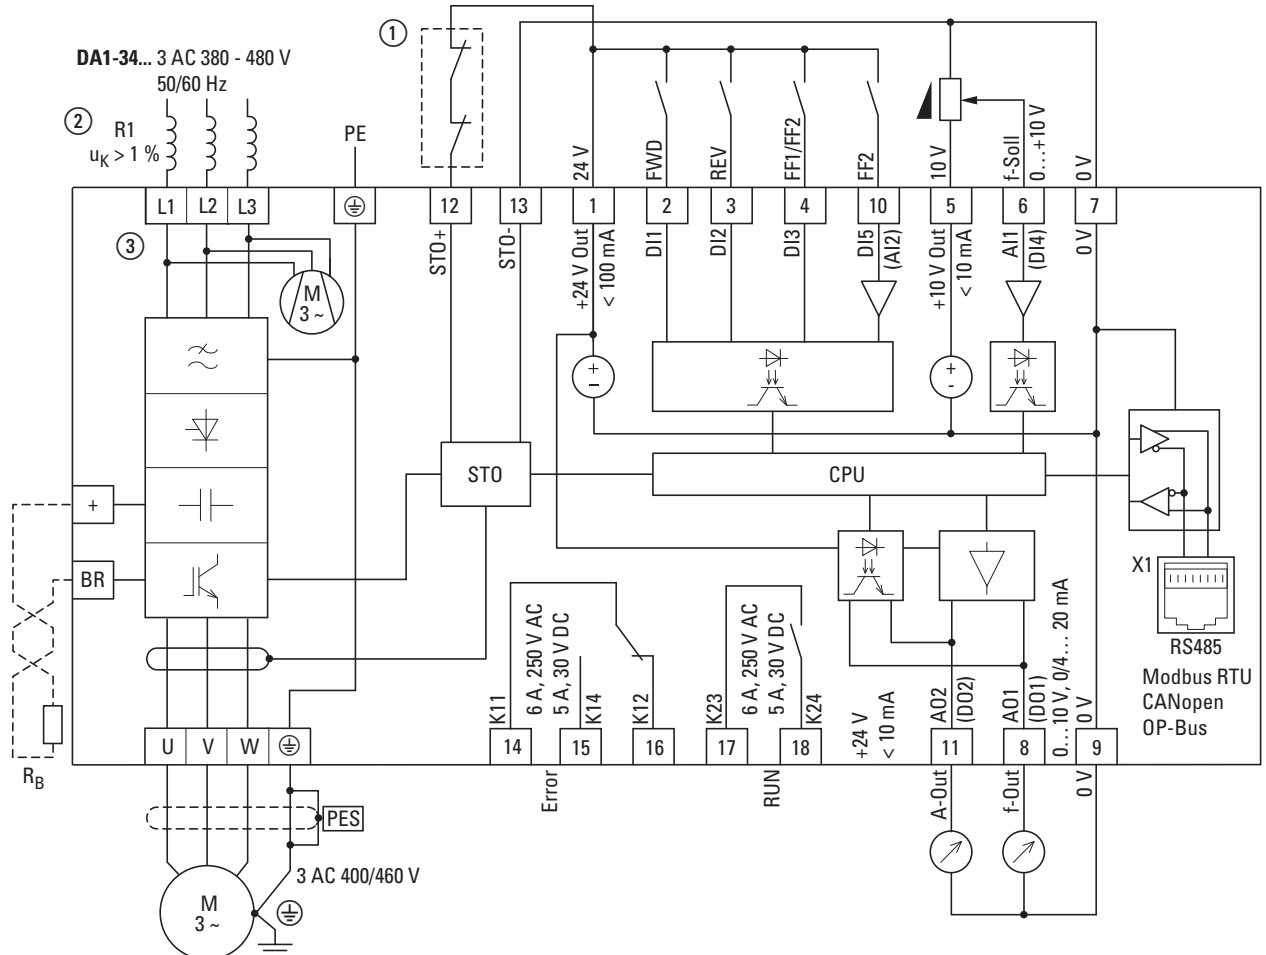 DA1-34... 3 AC 380 - 480 V
50/60 Hz
1
2
R1
uK > 1 %
PE
24 V
FWD
REV
FF1/FF2
FF2
10 V
f-Soll
0…+10 V
0 V
L1
L2
L3
12
13
1
2
3
4
10
5
6
7
3
STO+
STO-
+24 V Out
< 100 mA
DI1
DI2
DI3
DI5
(AI2)
+10 V Out
< 10 mA
AI1
(DI4)
0 V
M
3 ~
+
−
+
-
STO
CPU
+
BR
X1
RS485
Modbus RTU
CANopen
OP-Bus
K11
6 A, 250 V AC
5 A, 30 V DC
K14
K12
K23
6 A, 250 V AC
5 A, 30 V DC
K24
+24 V
< 10 mA
AO2
(DO2)
AO1
(DO1)
0…10 V, 0/4…20 mA
0 V
U
V
W
14
15
16
17
18
11
8
9
RB
Error
RUN
A-Out
f-Out
0 V
PES
3 AC 400/460 V
M
3 ~